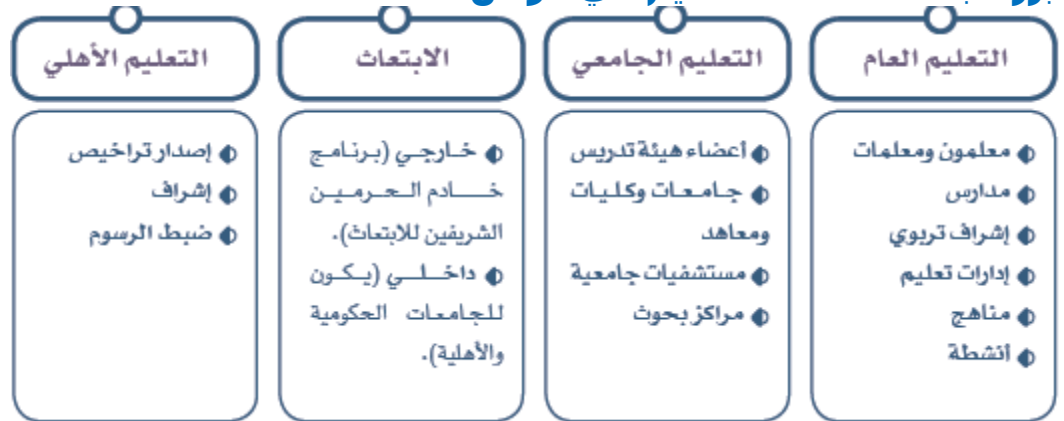 التعليم العام
معلمون ومعلمات
مدارس
إشراف تربوي
إدارات تعليم
مناهج
أنشطة
التعليم الجامعي
أعضاء هيئة تدريس
جامعات وكليات
ومعاهد
مستشفيات جامعية
مراكز بحوث
الابتعاث
خارجي (برنامج
خادم الحرمين
الشريفين للابتعاث).
داخلي (يكون
للجامعات الحكومية
والأهلية).
التعليم الأهلي
إصدار تراخيص
إشراف
ضبط الرسوم